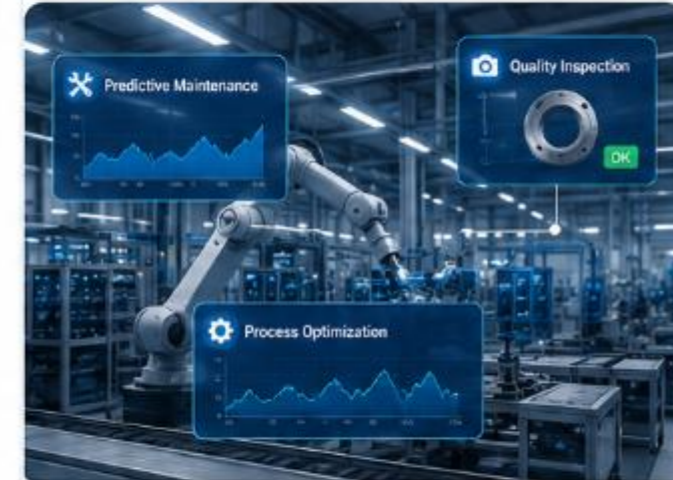 Predictive Maintenance
Quality Inspection
OK
Process Optimization